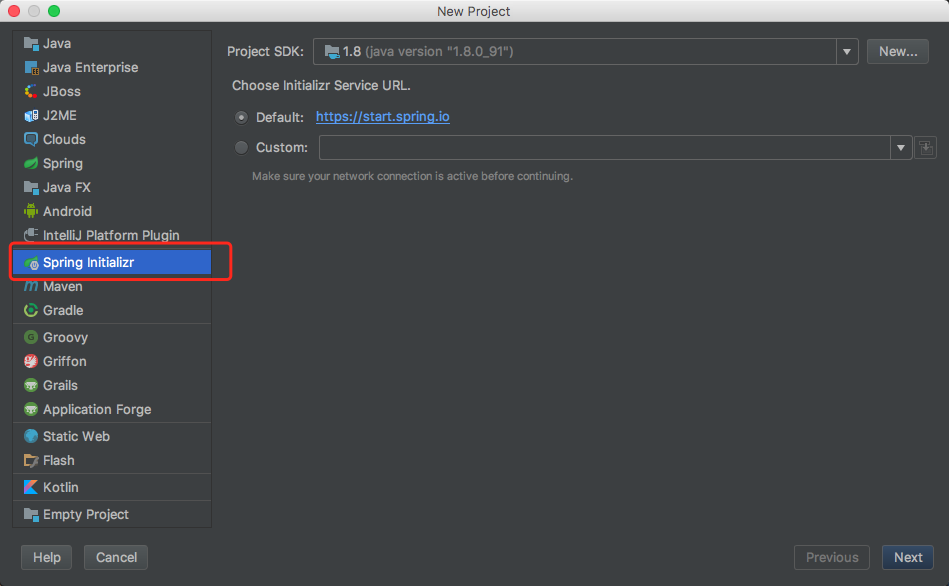 New Project
Java
Java Enterprise
JBoss
J2ME
Clouds
Spring
Java FX
Android
IntelliJ Platform Plugin
Spring Initializr
Maven
Gradle
Groovy
Griffon
Grails
Application Forge
Static Web
Flash
Kotlin
Empty Project
Project SDK: 1.8 (java version "1.8.0_91") New...
Choose Initializr Service URL.
Default: https://start.spring.io
Custom:
Make sure your network connection is active before continuing.
Help Cancel Previous Next